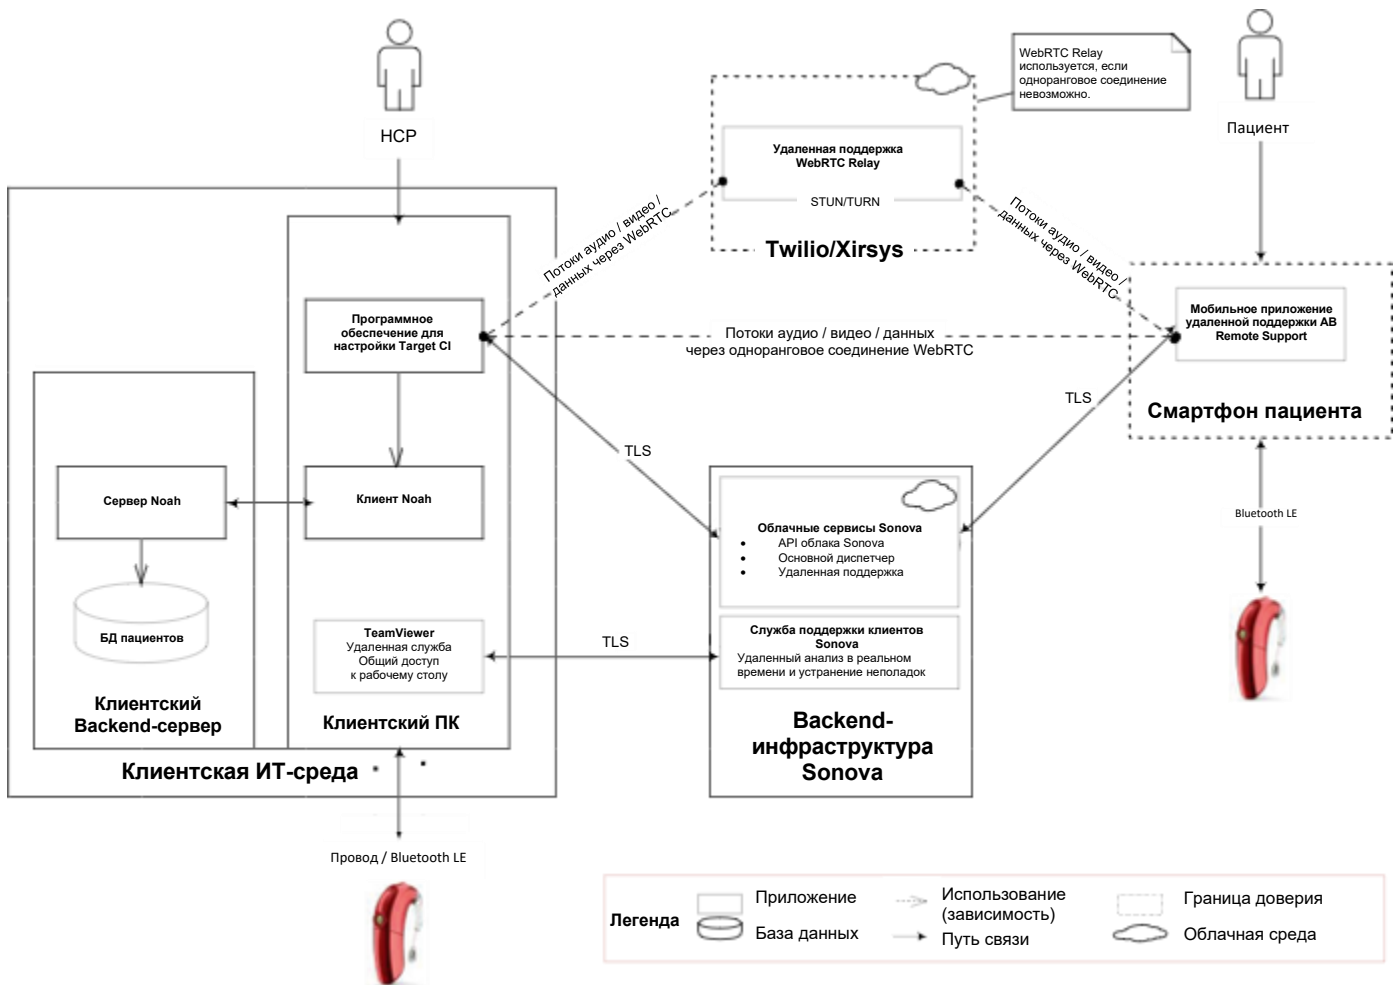 WebRTC Relay
используется, если
одноранговое соединение
невозможно.
HCP
Пациент
Удаленная поддержка
WebRTC Relay
STUN/TURN
Twilio/Xirsys
Потоки аудио / видео /
данных через WebRTC
Потоки аудио / видео /
данных через WebRTC
Программное
обеспечение для
настройки Target CI
Потоки аудио / видео / данных
через одноранговое соединение WebRTC
Мобильное приложение
удаленной поддержки AB
Remote Support
Смартфон пациента
TLS
TLS
Сервер Noah
Клиент Noah
Bluetooth LE
Облачные сервисы Sonova
• API облака Sonova
• Основной диспетчер
• Удаленная поддержка
БД пациентов
TeamViewer
Удаленная служба
Общий доступ
к рабочему столу
TLS
Служба поддержки клиентов
Sonova
Удаленный анализ в реальном
времени и устранение неполадок
Клиентский
Backend-сервер
Клиентский ПК
Backend-
инфраструктура
Sonova
Клиентская ИТ-среда
Провод / Bluetooth LE
Легенда
Приложение
База данных
Использование
(зависимость)
Путь связи
Граница доверия
Облачная среда